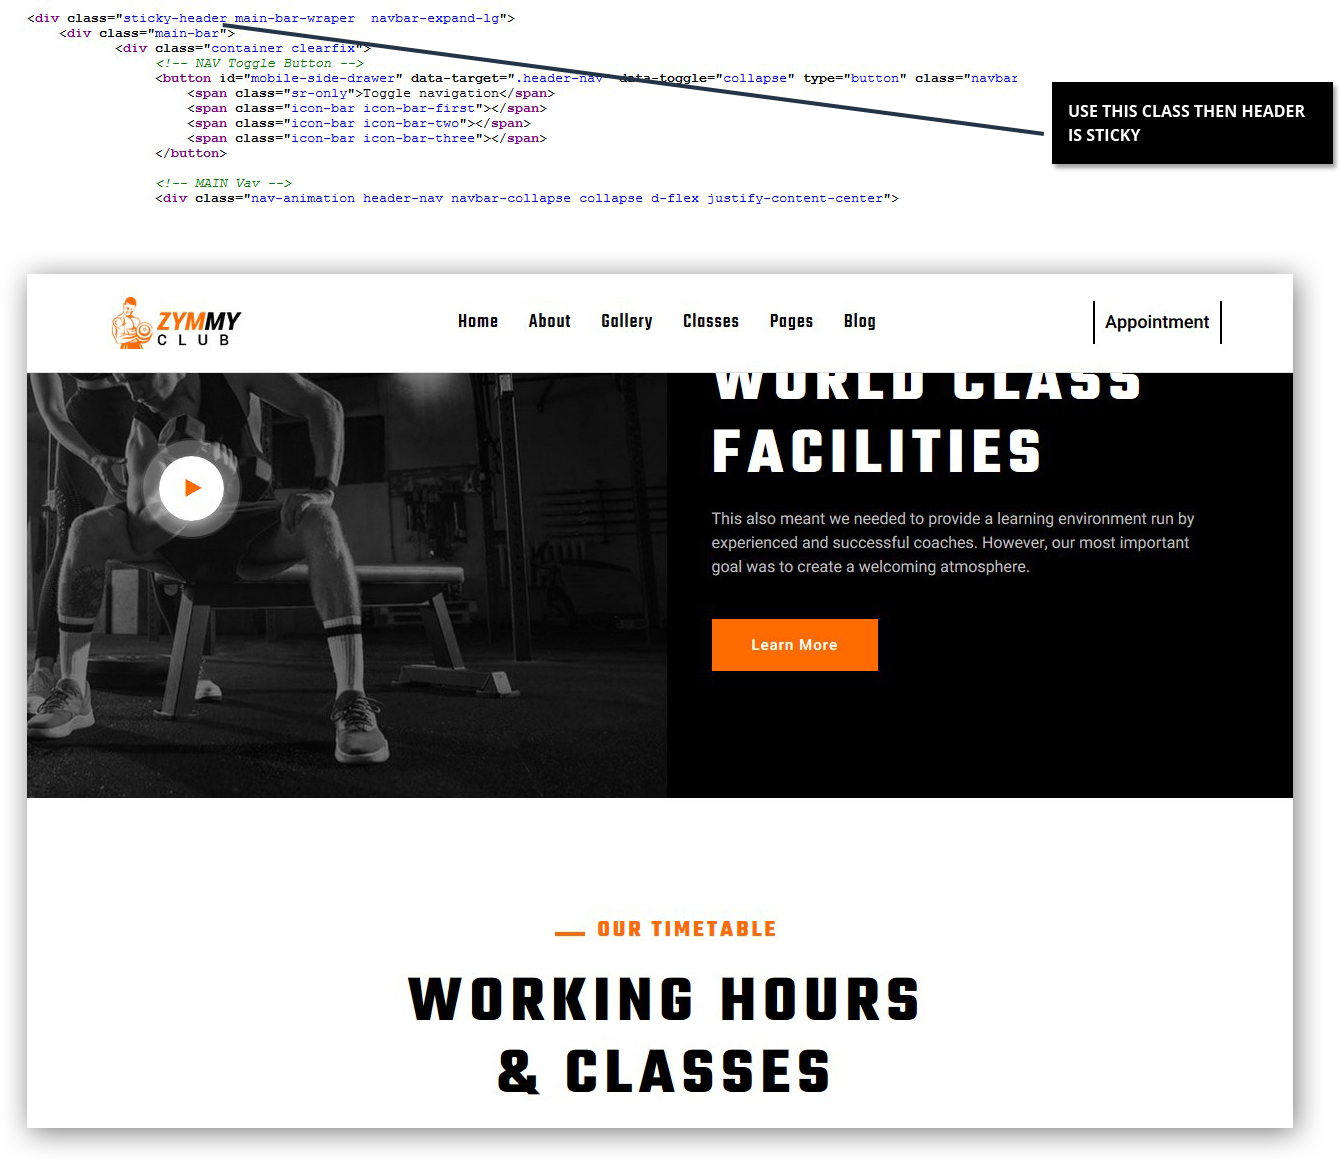 <div class="sticky-header main-bar-wraper  navbar-expand-lg">
<div class="main-bar">
<div class="container clearfix">
<!-- NAV Toggle Button -->
<button id="mobile-side-drawer" data-target=".header-nav" data-toggle="collapse" type="button" class="navbar
<span class="sr-only">Toggle navigation</span>
<span class="icon-bar icon-bar-first"></span>
<span class="icon-bar icon-bar-two"></span>
<span class="icon-bar icon-bar-three"></span>
</button>
<!-- MAIN Vav -->
<div class="nav-animation header-nav navbar-collapse collapse d-flex justify-content-center">
USE THIS CLASS THEN HEADER
IS STICKY
ZYMMY
CLUB
Home About Gallery Classes Pages Blog
Appointment
WORLD CLASS
FACILITIES
This also meant we needed to provide a learning environment run by
experienced and successful coaches. However, our most important
goal was to create a welcoming atmosphere.
Learn More
OUR TIMETABLE
WORKING HOURS
& CLASSES